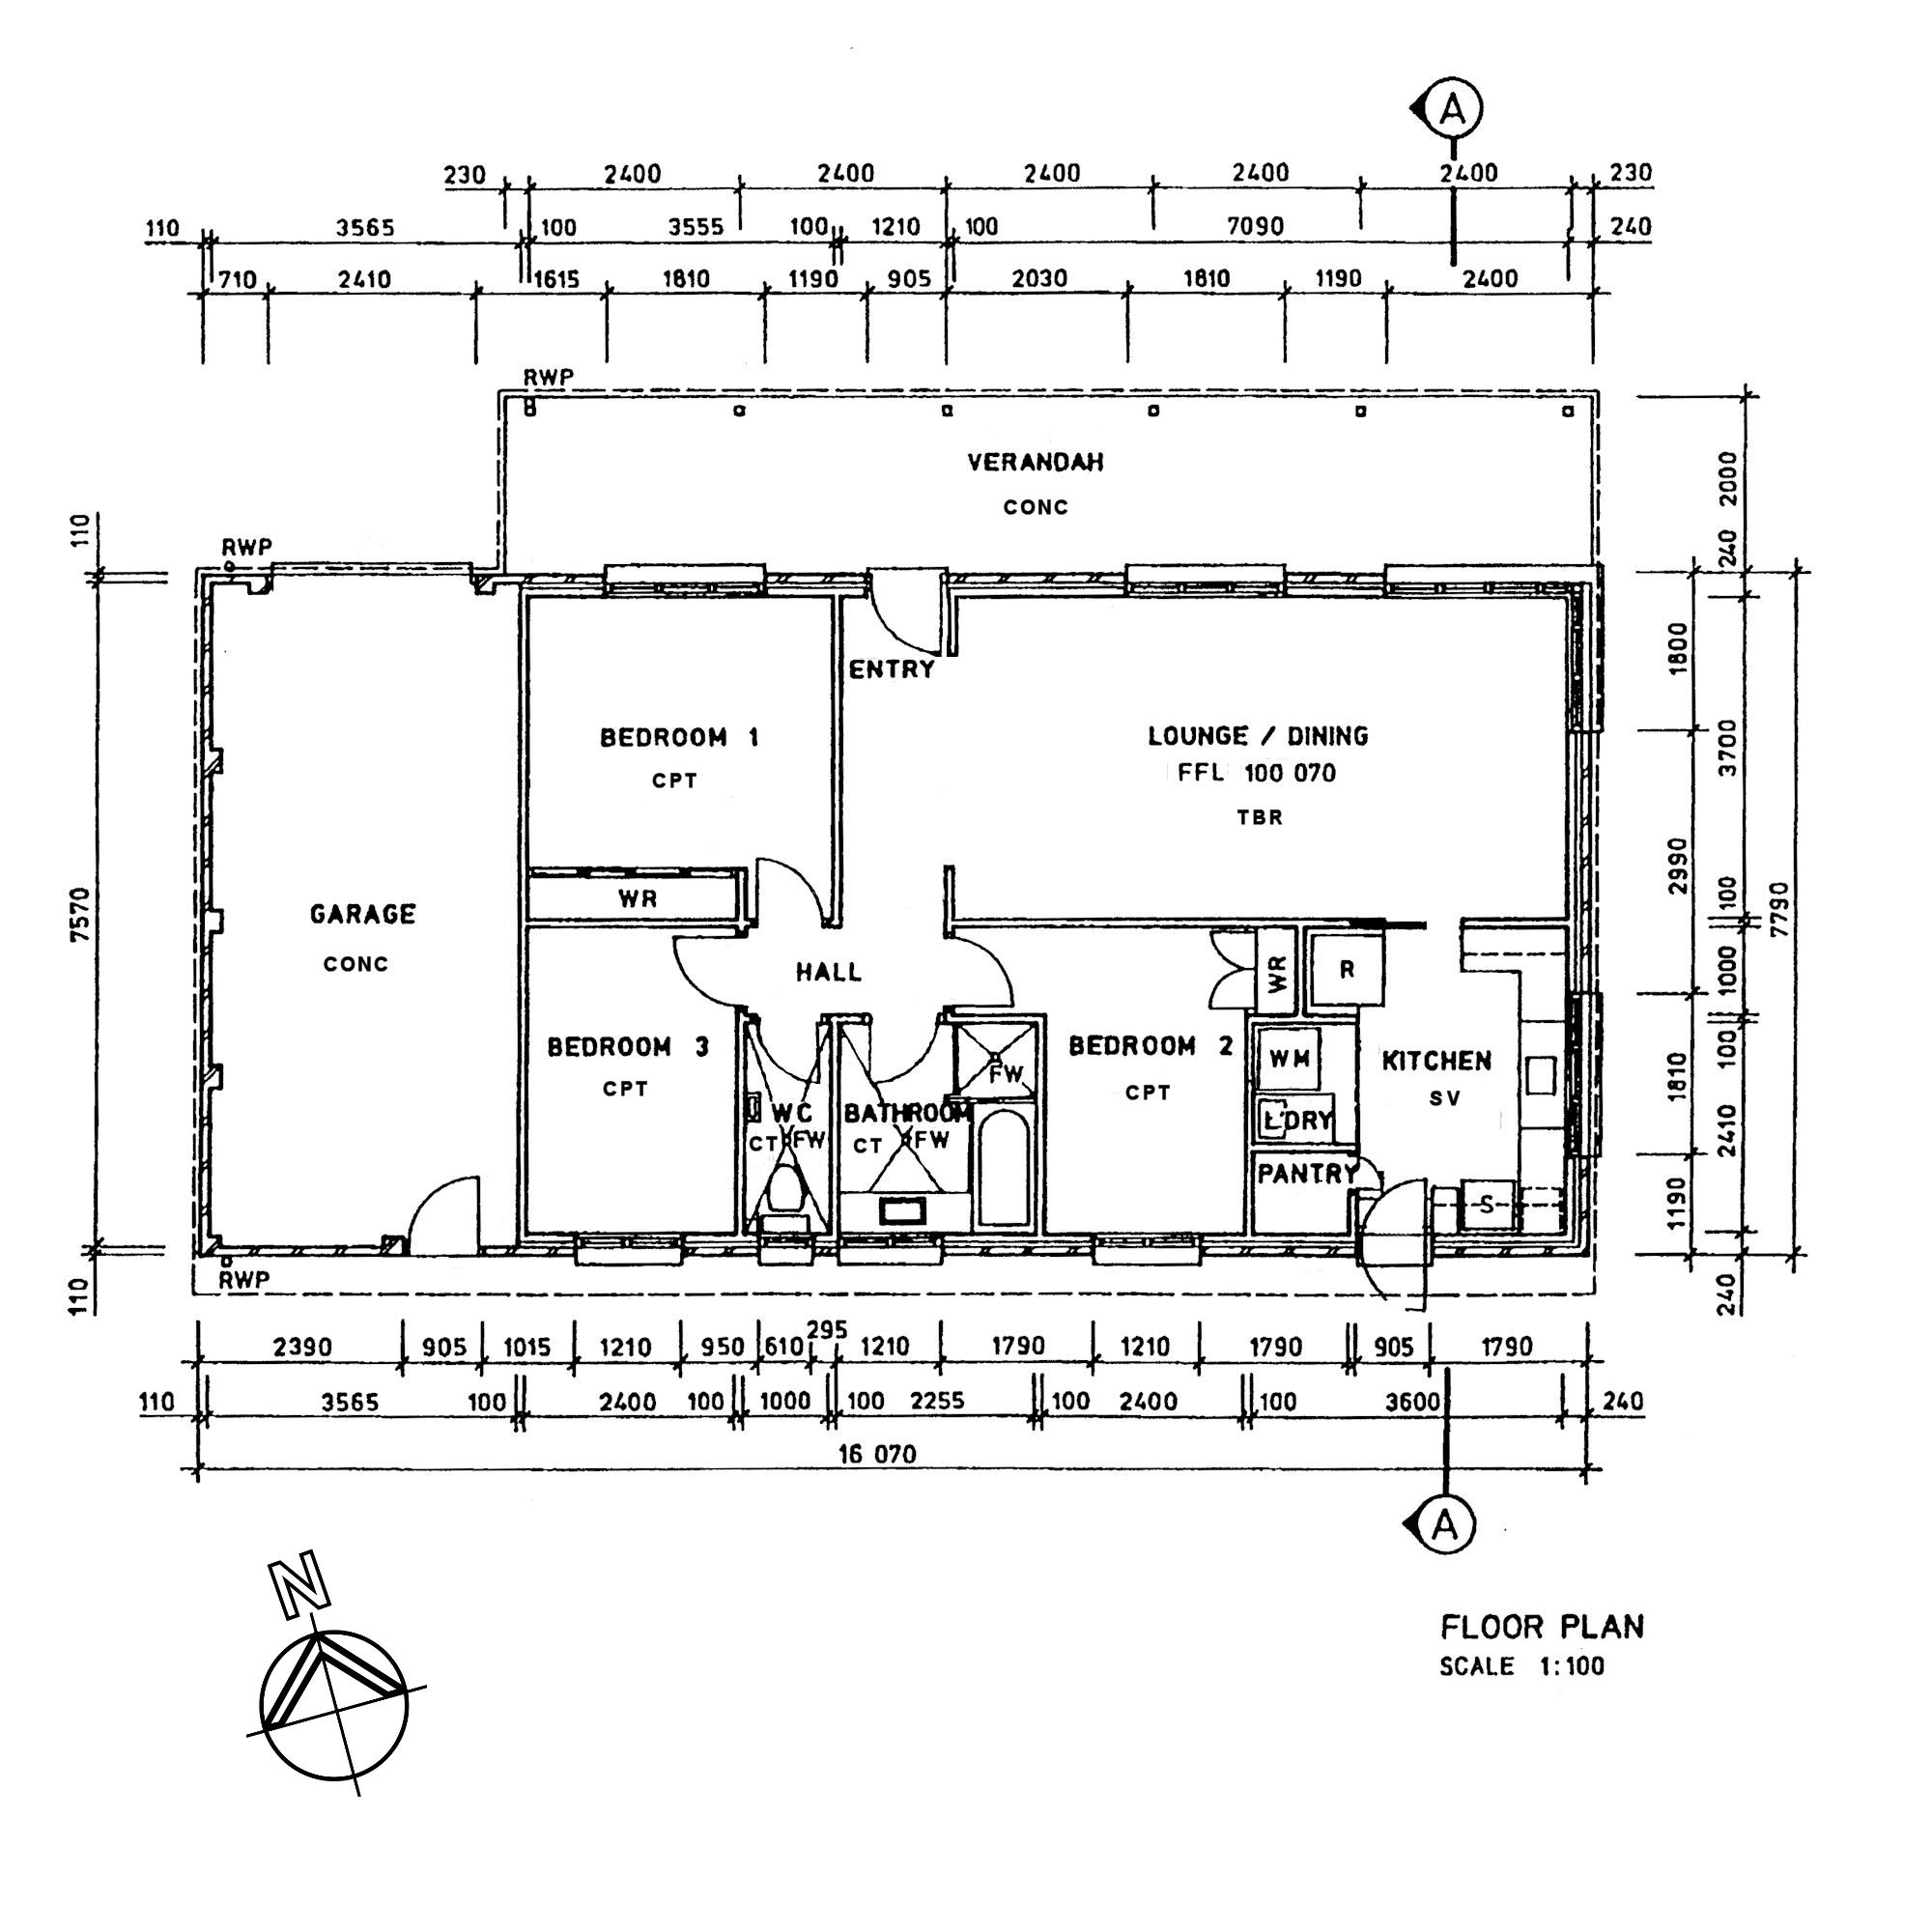 A
230 2400 2400 2400 2400 2400 230
110 3565 100 3555 100 1210 100 7090 240
710 2410 1615 1810 1190 905 2030 1810 1190 2400
RWP
VERANDAH
CONC
2000
110
RWP
240
ENTRY
1800
BEDROOM 1
CPT
LOUNGE / DINING
FFL 100 070
TBR
3700
WR
GARAGE
CONC
7570
2990
100
7790
HALL
WR
R
1000
BEDROOM 3
CPT
FW
BEDROOM 2
CPT
WM
KITCHEN
SV
100
1810
WC
CT FW
BATHROOM
CT FW
L'DRY
2410
PANTRY
S
1190
RWP
110
240
2390 905 1015 1210 950 610 295 1210 1790 1210 1790 905 1790
110 3565 100 2400 100 1000 100 2255 100 2400 100 3600 240
16 070
A
N
FLOOR PLAN
SCALE 1:100